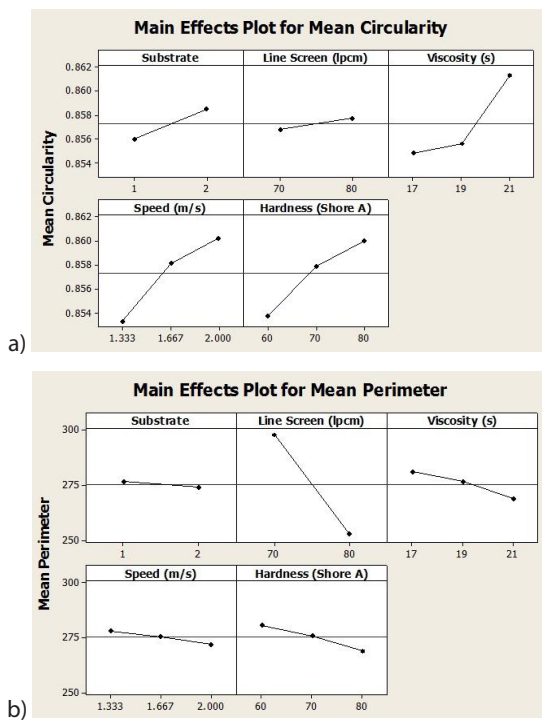 Main Effects Plot for Mean Circularity
Substrate Line Screen (lpcm) Viscosity (s)
0.862
0.860
0.858
0.856
0.854
1 2 70 80 17 19 21
Mean Circularity
Speed (m/s) Hardness (Shore A)
0.862
0.860
0.858
0.856
0.854
1.333 1.667 2.000 60 70 80
a)
Main Effects Plot for Mean Perimeter
Substrate Line Screen (lpcm) Viscosity (s)
300
275
250
1 2 70 80 17 19 21
Mean Perimeter
Speed (m/s) Hardness (Shore A)
300
275
250
1.333 1.667 2.000 60 70 80
b)